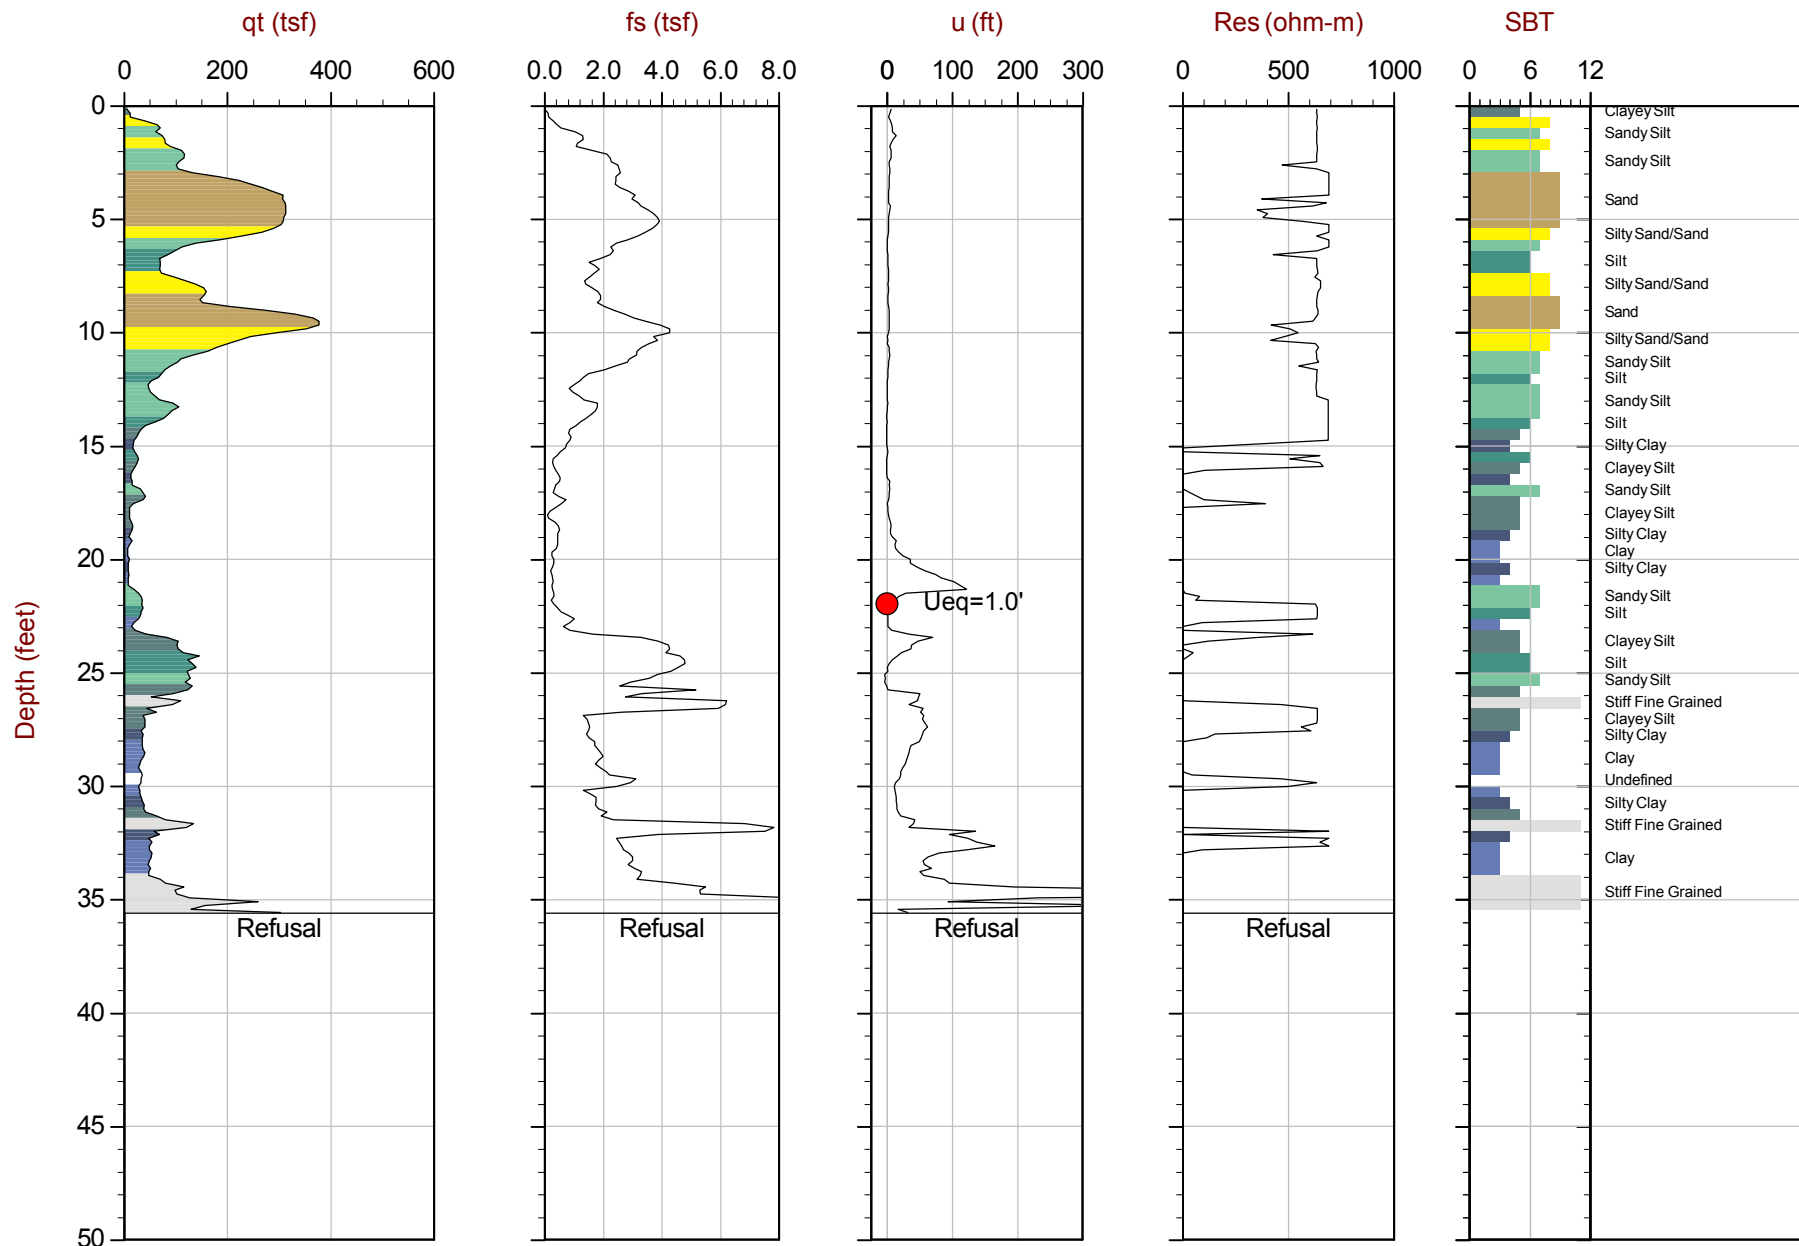 qt (tsf) fs (tsf) u (ft) Res (ohm-m) SBT
0 200 400 600 0.0 2.0 4.0 6.0 8.0 0 100 200 300 0 500 1000 0 6 12
0
Clayey Silt
Sandy Silt
Sandy Silt
Sand
5
Silty Sand/Sand
Silt
Silty Sand/Sand
Sand
10
Silty Sand/Sand
Sandy Silt
Silt
Sandy Silt
Silt
15
Silty Clay
Clayey Silt
Sandy Silt
Clayey Silt
Silty Clay
Clay
20
Silty Clay
Sandy Silt
Ueq=1.0'
Silt
Clayey Silt
Silt
25
Sandy Silt
Stiff Fine Grained
Clayey Silt
Silty Clay
Clay
Undefined
30
Silty Clay
Stiff Fine Grained
Clay
Stiff Fine Grained
35
Refusal Refusal Refusal Refusal
40
45
50
Depth (feet)